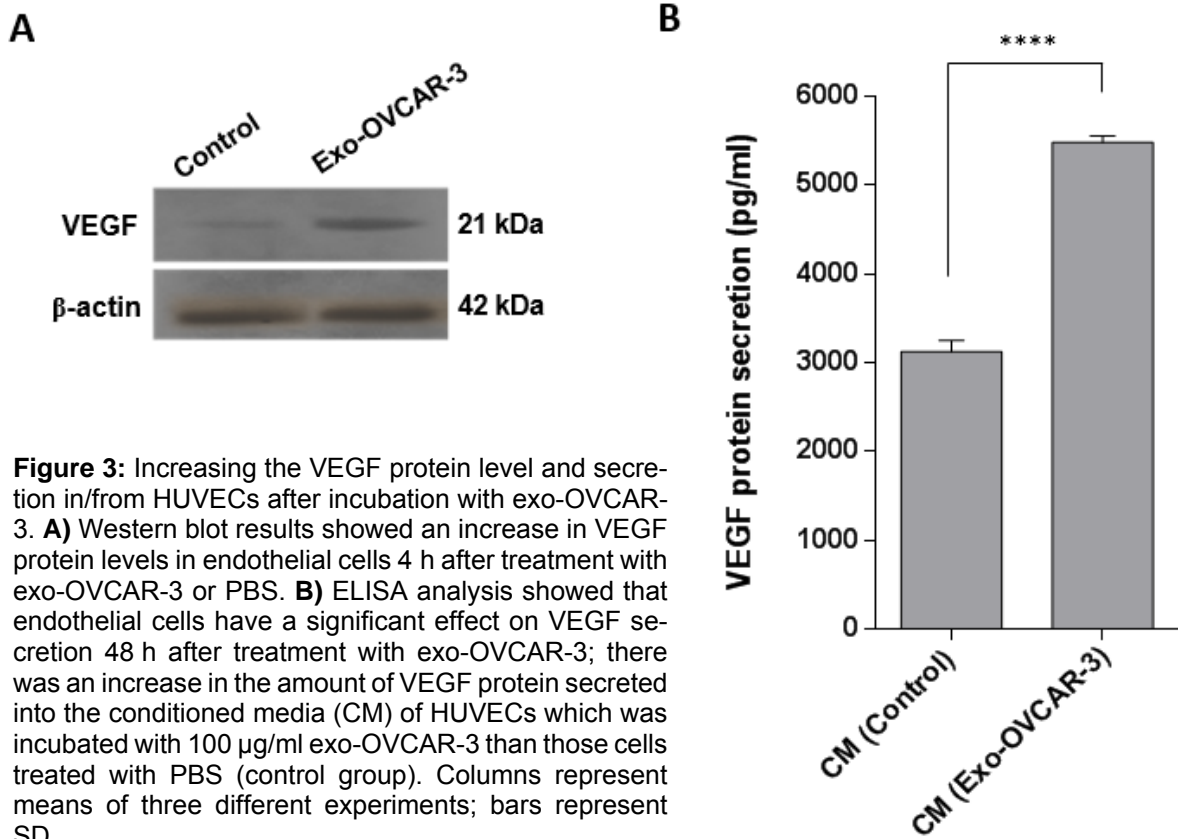 A
Control
Exo-OVCAR-3
VEGF
21 kDa
β-actin
42 kDa
Figure 3: Increasing the VEGF protein level and secre-
tion in/from HUVECs after incubation with exo-OVCAR-
3. A) Western blot results showed an increase in VEGF
protein levels in endothelial cells 4 h after treatment with
exo-OVCAR-3 or PBS. B) ELISA analysis showed that
endothelial cells have a significant effect on VEGF se-
cretion 48 h after treatment with exo-OVCAR-3; there
was an increase in the amount of VEGF protein secreted
into the conditioned media (CM) of HUVECs which was
incubated with 100 µg/ml exo-OVCAR-3 than those cells
treated with PBS (control group). Columns represent
means of three different experiments; bars represent
SD
B
****
VEGF protein secretion (pg/ml)
6000
5000
4000
3000
2000
1000
0
CM (Control)
CM (Exo-OVCAR-3)